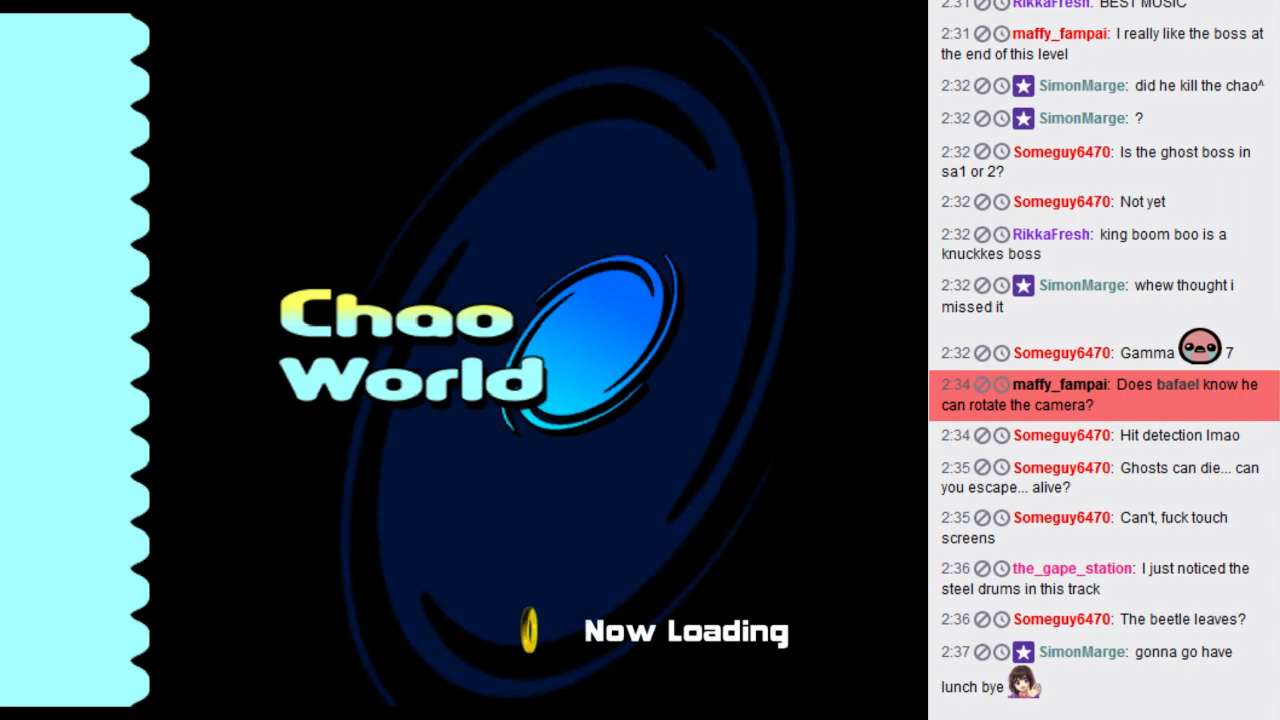 Chao
World
Now Loading
2:31 RikkaFresh: BEST MUSIC
2:31 maffy_fampai: I really like the boss at
the end of this level
2:32 SimonMarge: did he kill the chao^
2:32 SimonMarge: ?
2:32 Someguy6470: Is the ghost boss in
sa1 or 2?
2:32 Someguy6470: Not yet
2:32 RikkaFresh: king boom boo is a
knuckkes boss
2:32 SimonMarge: whew thought i
missed it
2:32 Someguy6470: Gamma 7
2:34 maffy_fampai: Does bafael know he
can rotate the camera?
2:34 Someguy6470: Hit detection lmao
2:35 Someguy6470: Ghosts can die... can
you escape... alive?
2:35 Someguy6470: Can't, fuck touch
screens
2:36 the_gape_station: I just noticed the
steel drums in this track
2:36 Someguy6470: The beetle leaves?
2:37 SimonMarge: gonna go have
lunch bye